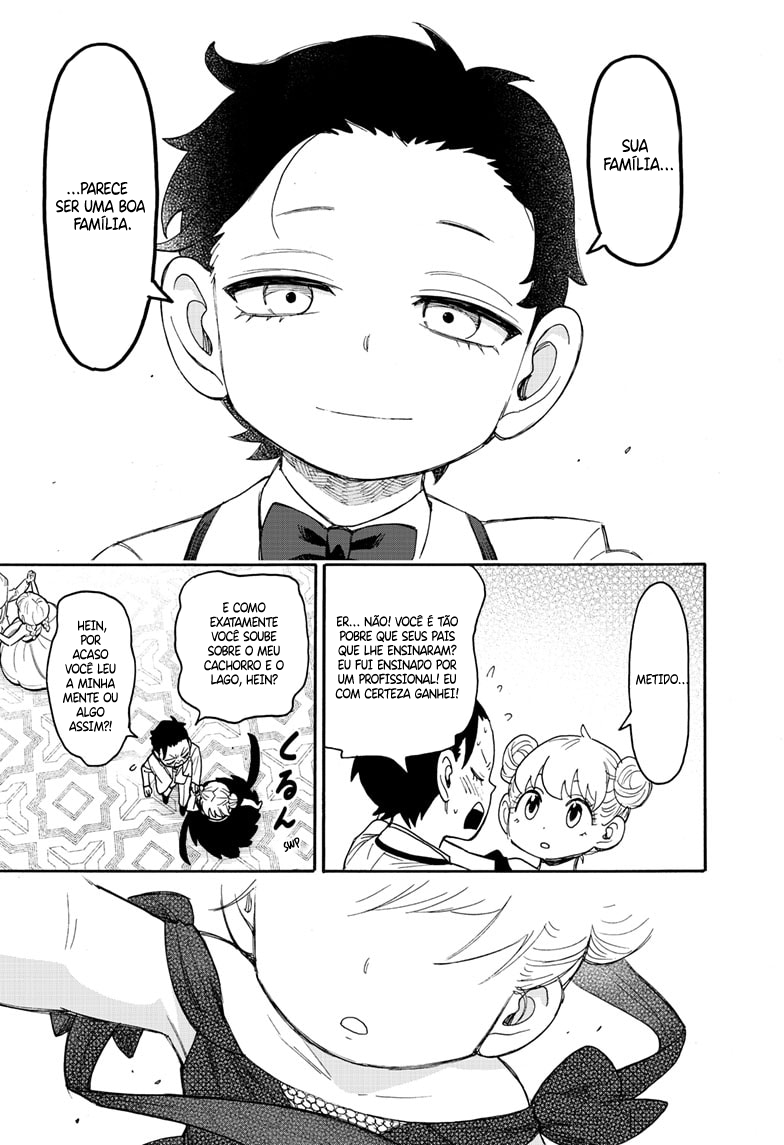 SUA
FAMÍLIA...
...PARECE
SER UMA BOA
FAMÍLIA.
METIDO...
ER... NÃO! VOCÊ É TÃO
POBRE QUE SEUS PAIS
QUE LHE ENSINARAM?
EU FUI ENSINADO POR
UM PROFISSIONAL! EU
COM CERTEZA GANHEI!
E COMO
EXATAMENTE
VOCÊ SOUBE
SOBRE O MEU
CACHORRO E O
LAGO, HEIN?
HEIN,
POR
ACASO
VOCÊ LEU
A MINHA
MENTE OU
ALGO
ASSIM?!
くるん
SWP